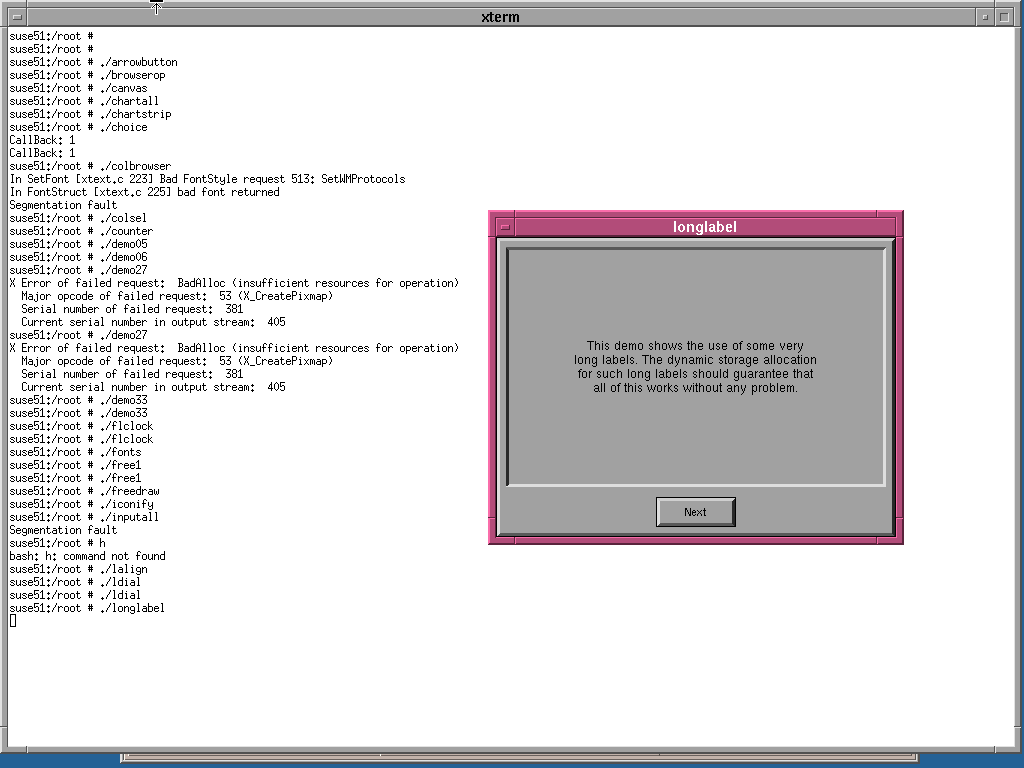 xterm
suse51:/root #
suse51:/root #
suse51:/root # ./arrowbutton
suse51:/root # ./browserop
suse51:/root # ./canvas
suse51:/root # ./chartall
suse51:/root # ./chartstrip
suse51:/root # ./choice
CallBack: 1
CallBack: 1
suse51:/root # ./colbrowser
In SetFont [xtext.c 223] Bad FontStyle request 513: SetWMProtocols
In FontStruct [xtext.c 225] bad font returned
Segmentation fault
suse51:/root # ./colsel
suse51:/root # ./counter
suse51:/root # ./demo05
suse51:/root # ./demo06
suse51:/root # ./demo27
X Error of failed request:  BadAlloc (insufficient resources for operation)
  Major opcode of failed request:  53 (X_CreatePixmap)
  Serial number of failed request:  381
  Current serial number in output stream:  405
suse51:/root # ./demo27
X Error of failed request:  BadAlloc (insufficient resources for operation)
  Major opcode of failed request:  53 (X_CreatePixmap)
  Serial number of failed request:  381
  Current serial number in output stream:  405
suse51:/root # ./demo33
suse51:/root # ./demo33
suse51:/root # ./flclock
suse51:/root # ./flclock
suse51:/root # ./fonts
suse51:/root # ./free1
suse51:/root # ./free1
suse51:/root # ./freedraw
suse51:/root # ./iconify
suse51:/root # ./inputall
Segmentation fault
suse51:/root # h
bash: h: command not found
suse51:/root # ./lalign
suse51:/root # ./ldial
suse51:/root # ./ldial
suse51:/root # ./longlabel
longlabel
This demo shows the use of some very
long labels. The dynamic storage allocation
for such long labels should guarantee that
all of this works without any problem.
Next